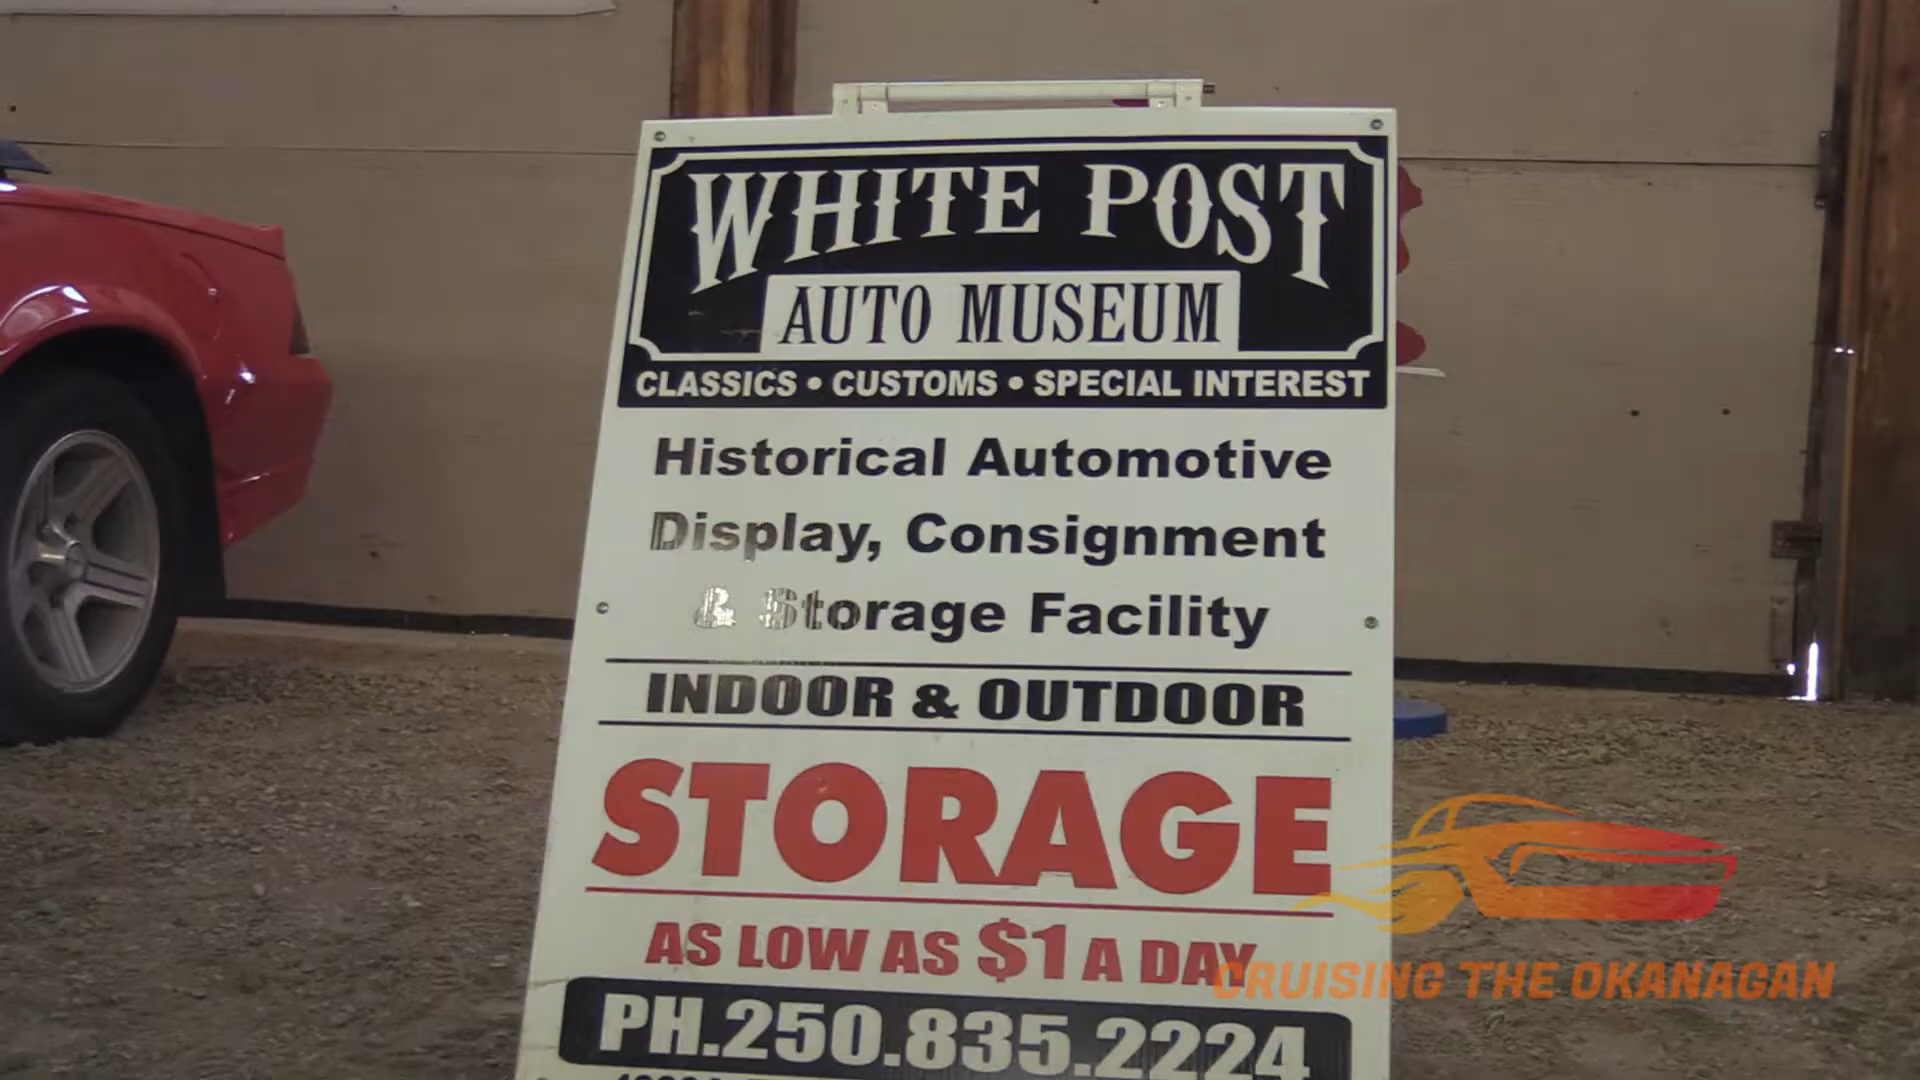 WHITE POST
AUTO MUSEUM
CLASSICS • CUSTOMS • SPECIAL INTEREST
Historical Automotive
Display, Consignment
& Storage Facility
INDOOR & OUTDOOR
STORAGE
AS LOW AS $1 A DAY
PH.250.835.2224
CRUISING THE OKANAGAN